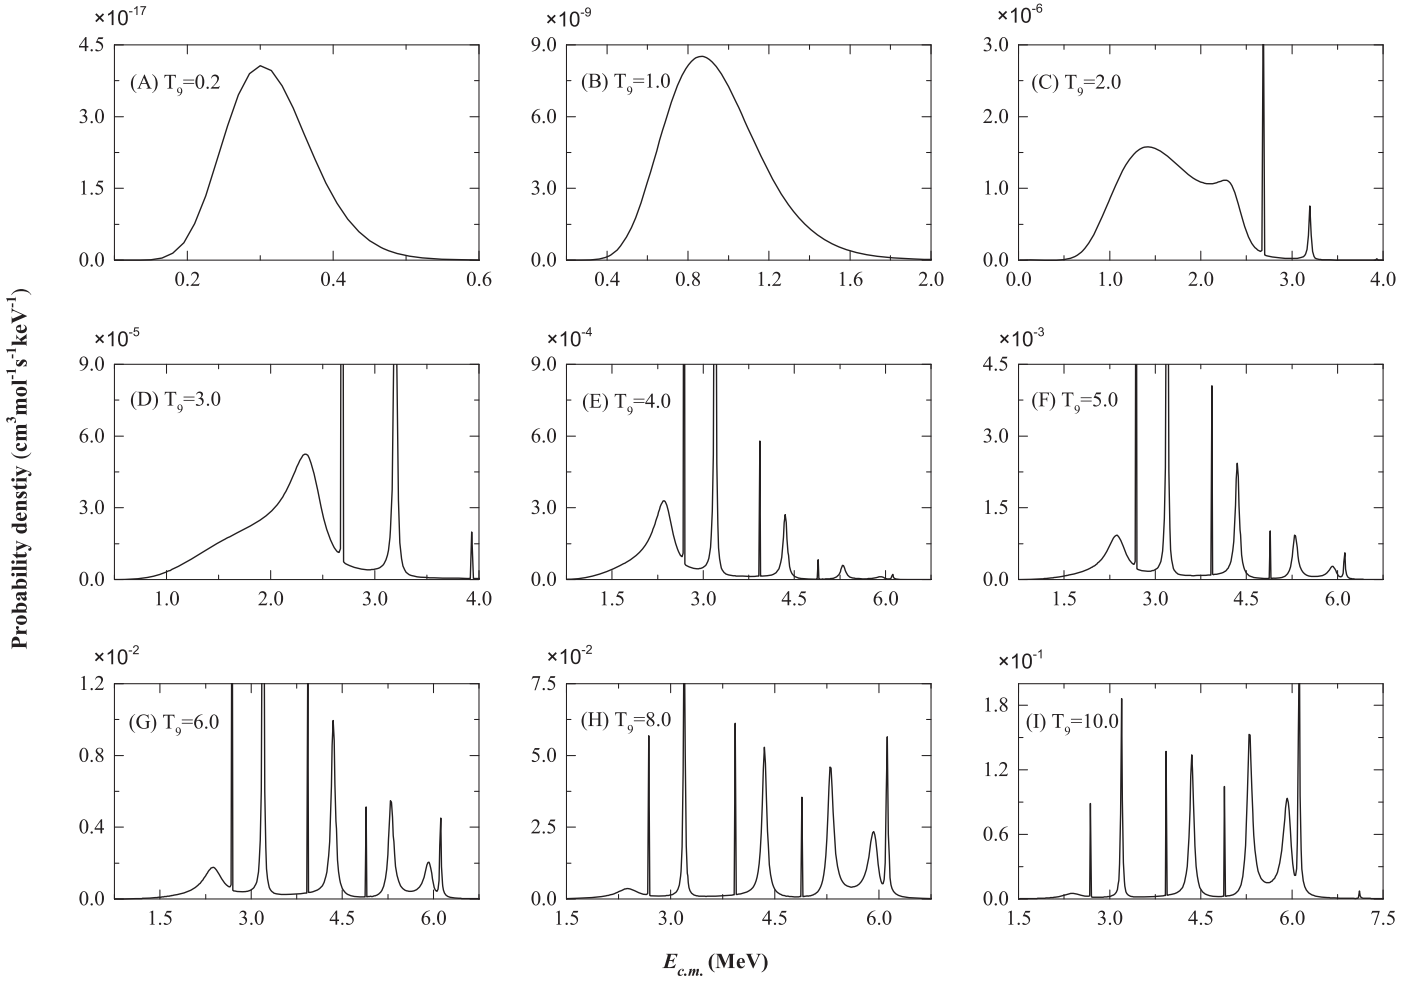 ×10⁻¹⁷ ×10⁻⁹ ×10⁻⁶
4.5 9.0 3.0
(A) T₉=0.2 (B) T₉=1.0 (C) T₉=2.0
3.0 6.0 2.0
1.5 3.0 1.0
0.0 0.0 0.0
0.2 0.4 0.6 0.4 0.8 1.2 1.6 2.0 0.0 1.0 2.0 3.0 4.0
×10⁻⁵ ×10⁻⁴ ×10⁻³
9.0 9.0 4.5
(D) T₉=3.0 (E) T₉=4.0 (F) T₉=5.0
6.0 6.0 3.0
3.0 3.0 1.5
0.0 0.0 0.0
1.0 2.0 3.0 4.0 1.5 3.0 4.5 6.0 1.5 3.0 4.5 6.0
Probability denstiy (cm³mol⁻¹s⁻¹keV⁻¹)
×10⁻² ×10⁻² ×10⁻¹
1.2 7.5 1.8
(G) T₉=6.0 (H) T₉=8.0 (I) T₉=10.0
0.8 5.0 1.2
0.4 2.5 0.6
0.0 0.0 0.0
1.5 3.0 4.5 6.0 1.5 3.0 4.5 6.0 1.5 3.0 4.5 6.0 7.5
E_c.m. (MeV)